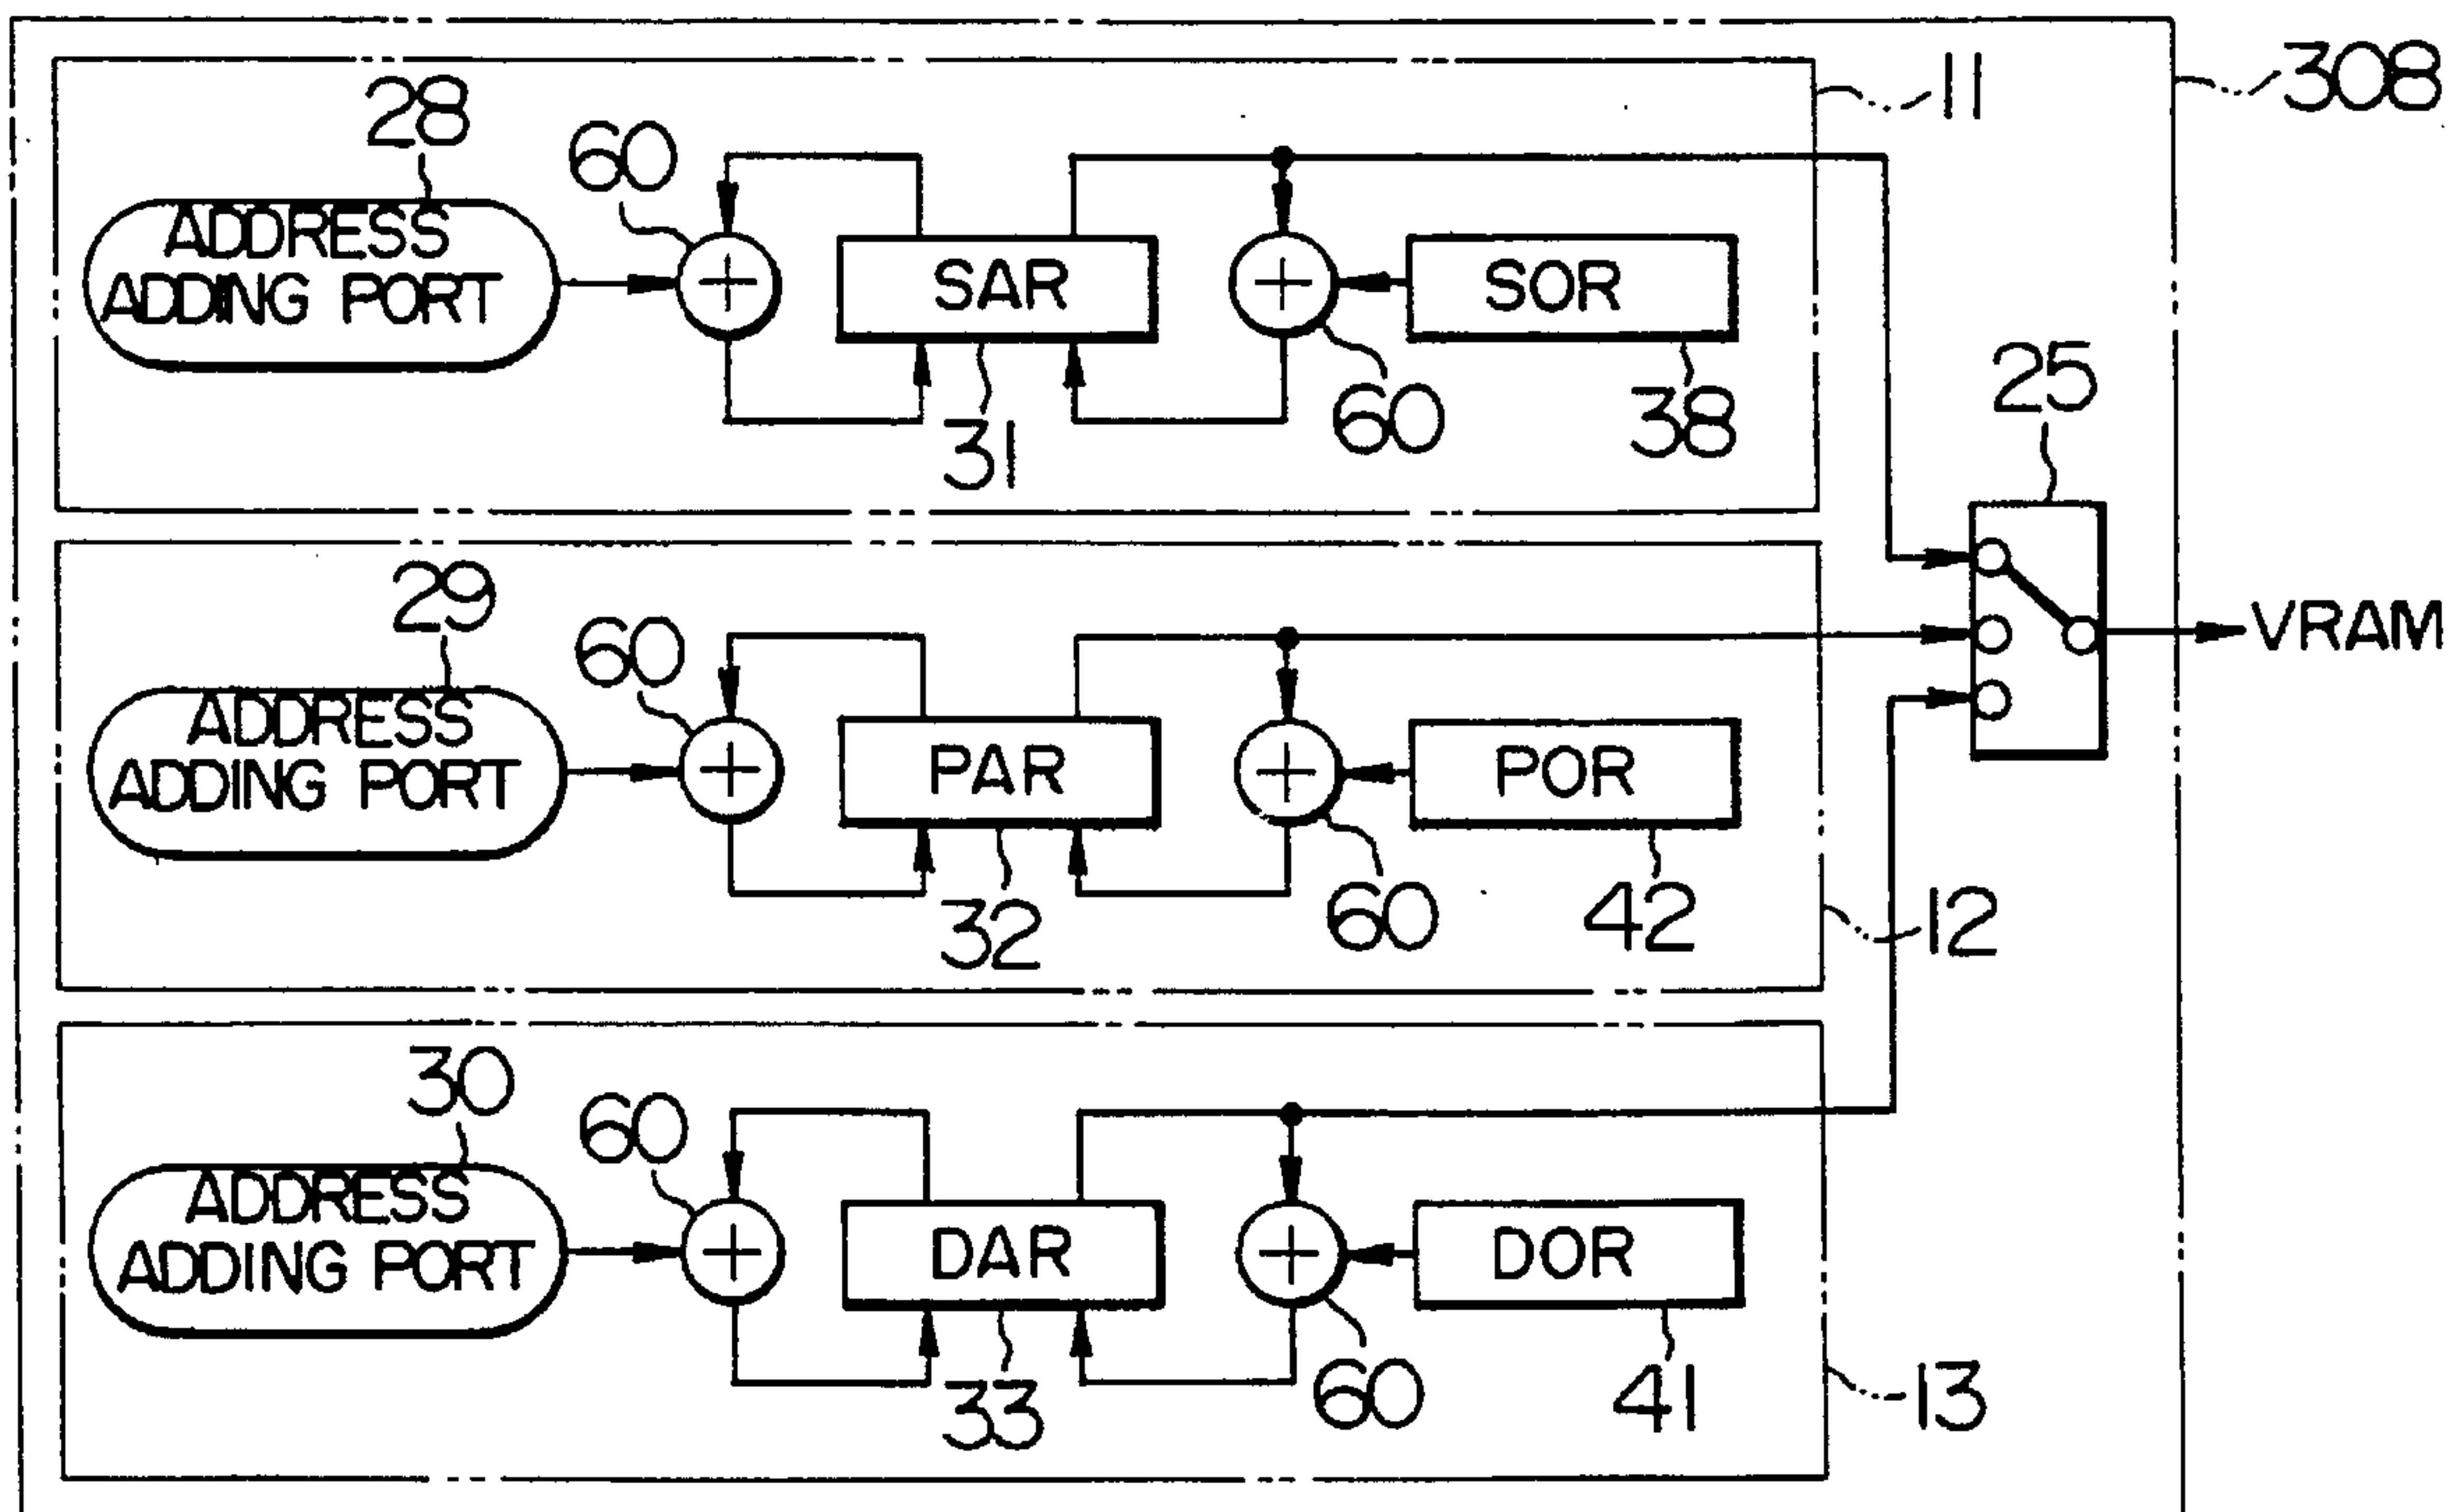 11
308
28
60
ADDRESS
ADDING PORT
SAR
SOR
60
38
31
25
29
60
VRAM
ADDRESS
ADDING PORT
PAR
POR
60
42
32
12
30
60
ADDRESS
ADDING PORT
DAR
DOR
60
41
33
13